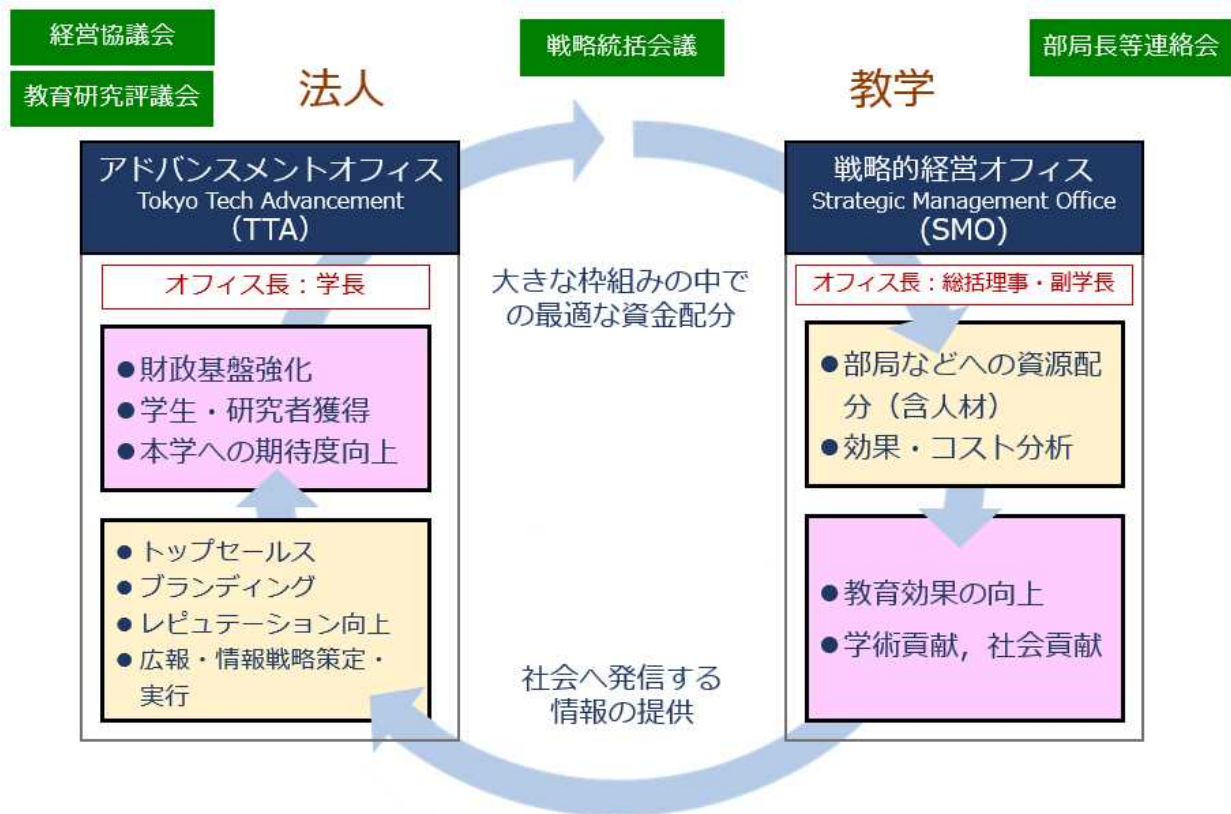 経営協議会
教育研究評議会
戦略統括会議
部局長等連絡会
法人
教学
アドバンスメントオフィス
Tokyo Tech Advancement
(TTA)
オフィス長：学長
●財政基盤強化
●学生・研究者獲得
●本学への期待度向上
●トップセールス
●ブランディング
●レピュテーション向上
●広報・情報戦略策定・
実行
大きな枠組みの中で
の最適な資金配分
社会へ発信する
情報の提供
戦略的経営オフィス
Strategic Management Office
(SMO)
オフィス長：総括理事・副学長
●部局などへの資源配
分（含人材）
●効果・コスト分析
●教育効果の向上
●学術貢献，社会貢献